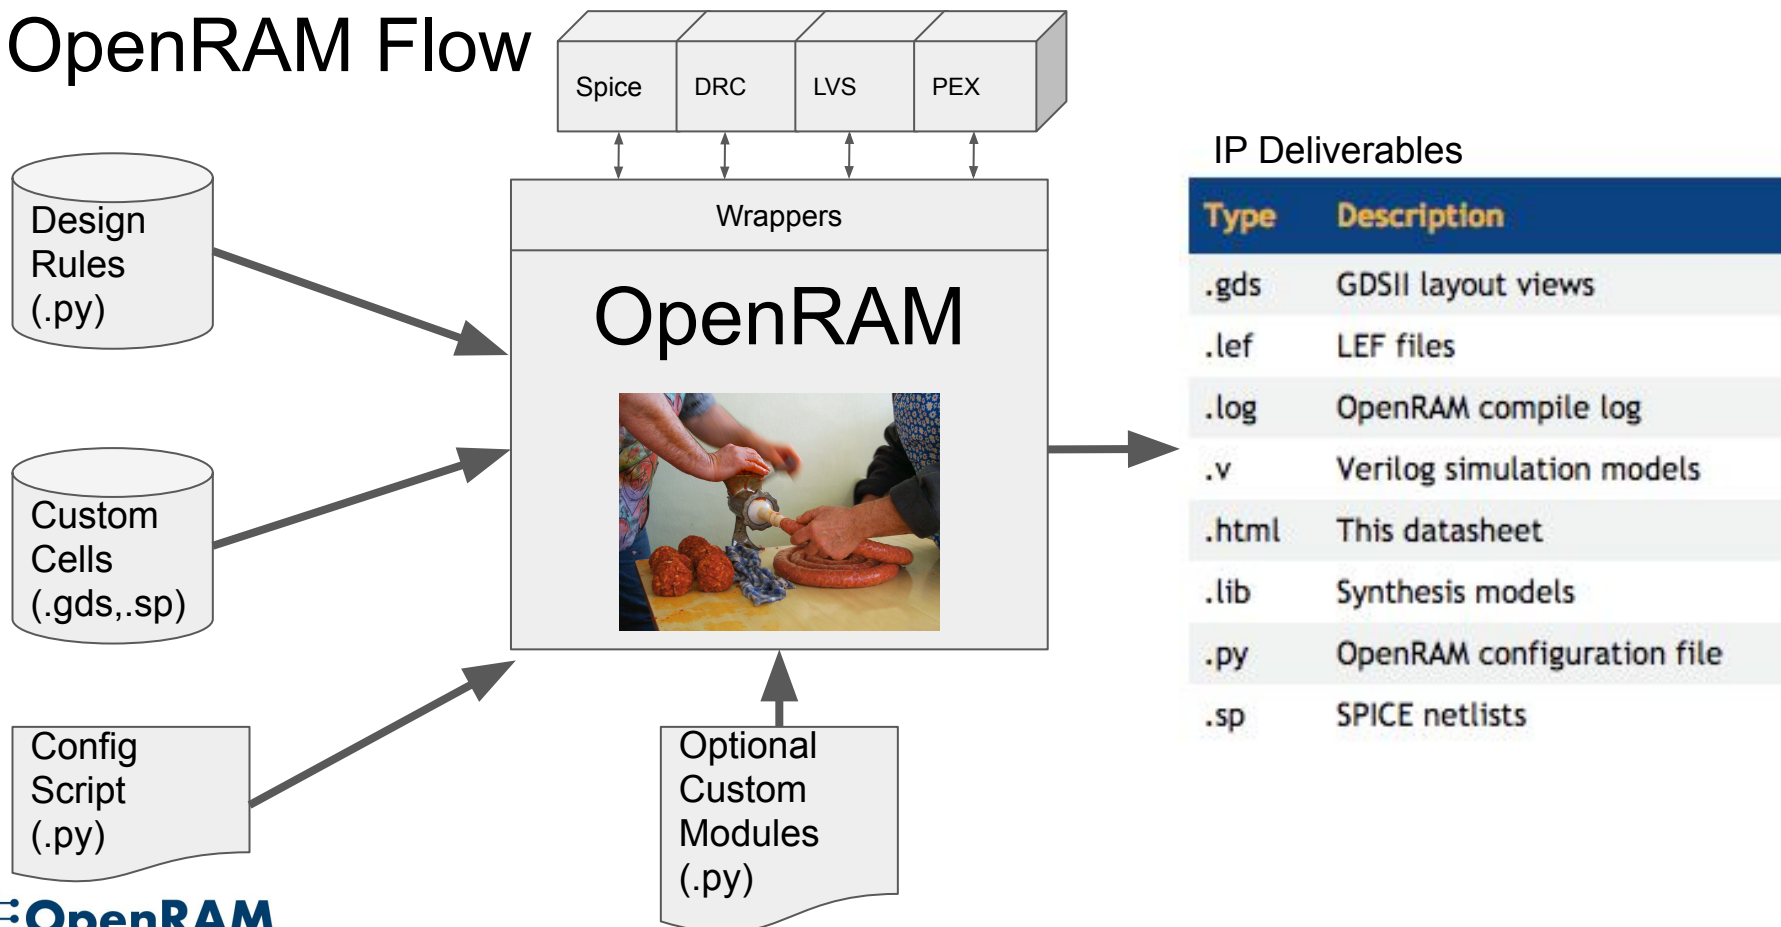 OpenRAM Flow
Spice
DRC
LVS
PEX
Design
Rules
(.py)
Custom
Cells
(.gds,.sp)
Config
Script
(.py)
Wrappers
OpenRAM
Optional
Custom
Modules
(.py)
IP Deliverables
Type Description
.gds GDSII layout views
.lef LEF files
.log OpenRAM compile log
.v Verilog simulation models
.html This datasheet
.lib Synthesis models
.py OpenRAM configuration file
.sp SPICE netlists
OpenRAM